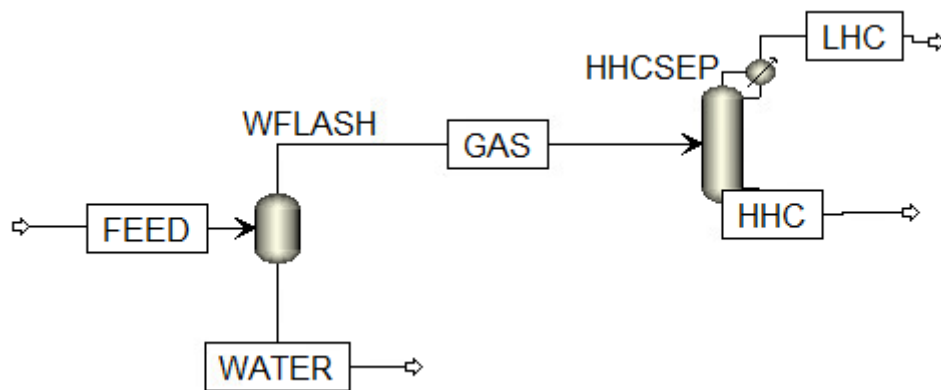 LHC
HHCSEP
WFLASH
GAS
HHC
FEED
WATER